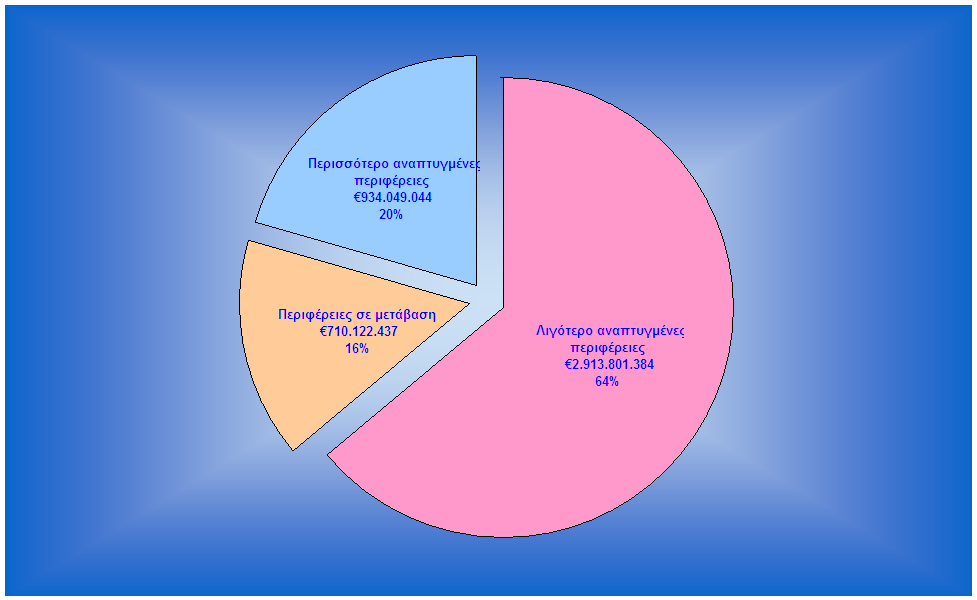 Περισσότερο αναπτυγμένες
περιφέρειες
€934.049.044
20%
Περιφέρειες σε μετάβαση
€710.122.437
16%
Λιγότερο αναπτυγμένες
περιφέρειες
€2.913.801.384
64%